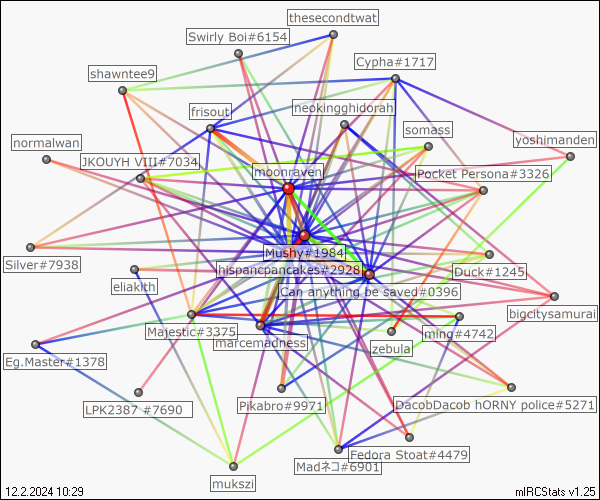 thesecondtwat
Swirly Boi#6154
Cypha#1717
shawntee9
frisout
neokingghidorah
somass
yoshimanden
normalwan
JKOUYH VIII#7034
moonraven
Pocket Persona#3326
Mushy#1984
Silver#7938
hispancpancakes#2928
Duck#1245
eliakith
Can anything be saved#0396
bigcitysamurai
Majestic#3375
ming#4742
marcemadness
zebula
Eg.Master#1378
LPK2387 #7690
Pikabro#9971
DacobDacob hORNY police#5271
Fedora Stoat#4479
Madネコ#6901
mukszi
12.2.2024 10:29
mIRCStats v1.25